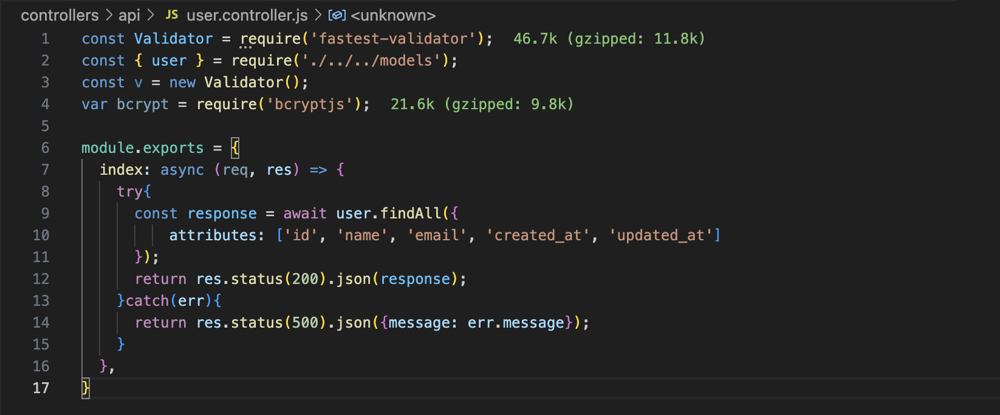 controllers > api > JS user.controller.js > <unknown>
1 const Validator = require('fastest-validator'); 46.7k (gzipped: 11.8k)
2 const { user } = require('./../../models');
3 const v = new Validator();
4 var bcrypt = require('bcryptjs'); 21.6k (gzipped: 9.8k)
5
6 module.exports = {
7   index: async (req, res) => {
8     try{
9       const response = await user.findAll({
10           attributes: ['id', 'name', 'email', 'created_at', 'updated_at']
11       });
12       return res.status(200).json(response);
13     }catch(err){
14       return res.status(500).json({message: err.message});
15     }
16   },
17 }